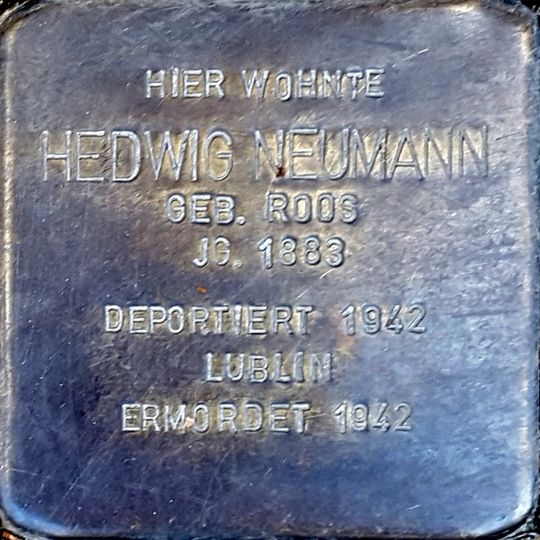 HIER WOHNTE
HEDWIG NEUMANN
GEB. ROOS
JG. 1883
DEPORTIERT 1942
LUBLIN
ERMORDET 1942